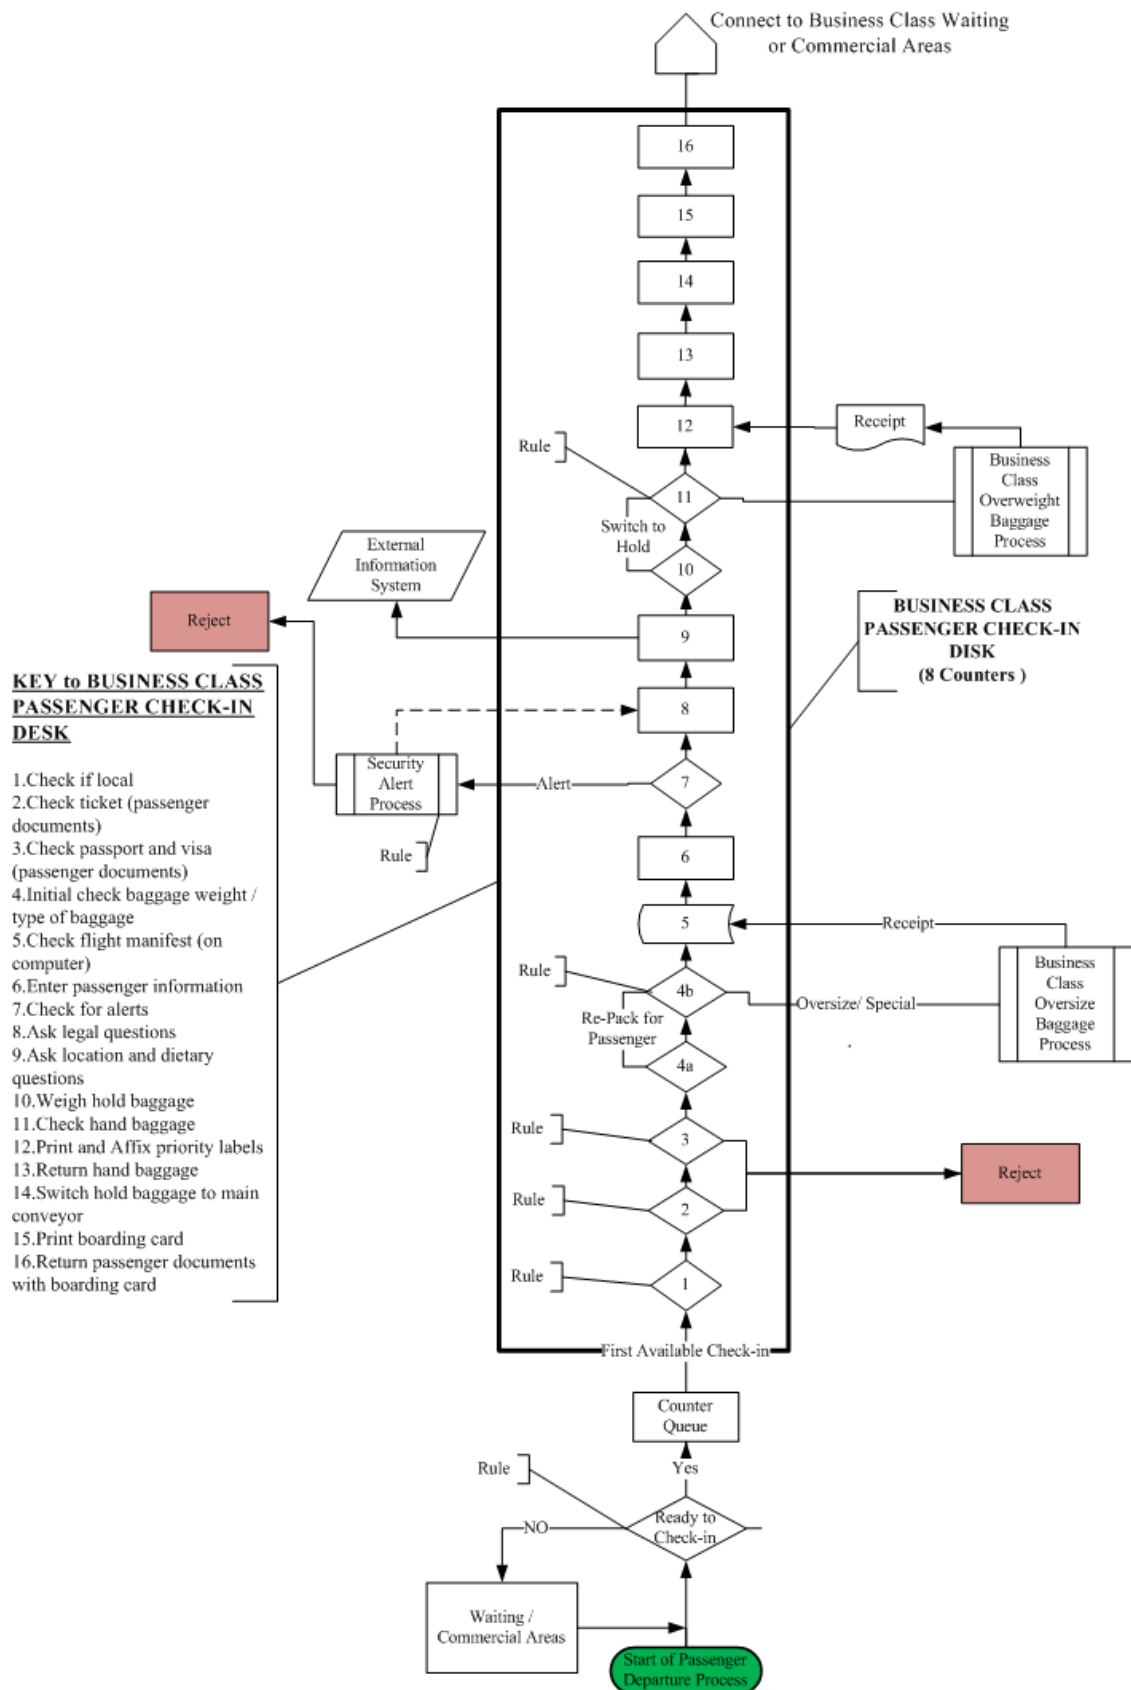 Connect to Business Class Waiting
or Commercial Areas
16
15
14
13
12
Receipt
Rule
11
Business
Class
Overweight
Baggage
Process
Switch to
Hold
10
External
Information
System
Reject
9
BUSINESS CLASS
PASSENGER CHECK-IN
DISK
(8 Counters )
8
Security
Alert
Process
Alert
7
Rule
6
KEY to BUSINESS CLASS
PASSENGER CHECK-IN
DESK
1.Check if local
2.Check ticket (passenger
documents)
3.Check passport and visa
(passenger documents)
4.Initial check baggage weight /
type of baggage
5.Check flight manifest (on
computer)
6.Enter passenger information
7.Check for alerts
8.Ask legal questions
9.Ask location and dietary
questions
10.Weigh hold baggage
11.Check hand baggage
12.Print and Affix priority labels
13.Return hand baggage
14.Switch hold baggage to main
conveyor
15.Print boarding card
16.Return passenger documents
with boarding card
5
Receipt
Rule
4b
Oversize/ Special
Business
Class
Oversize
Baggage
Process
Re-Pack for
Passenger
4a
Rule
3
Reject
Rule
2
Rule
1
First Available Check-in
Counter
Queue
Yes
Rule
Ready to
Check-in
NO
Waiting /
Commercial Areas
Start of Passenger
Departure Process